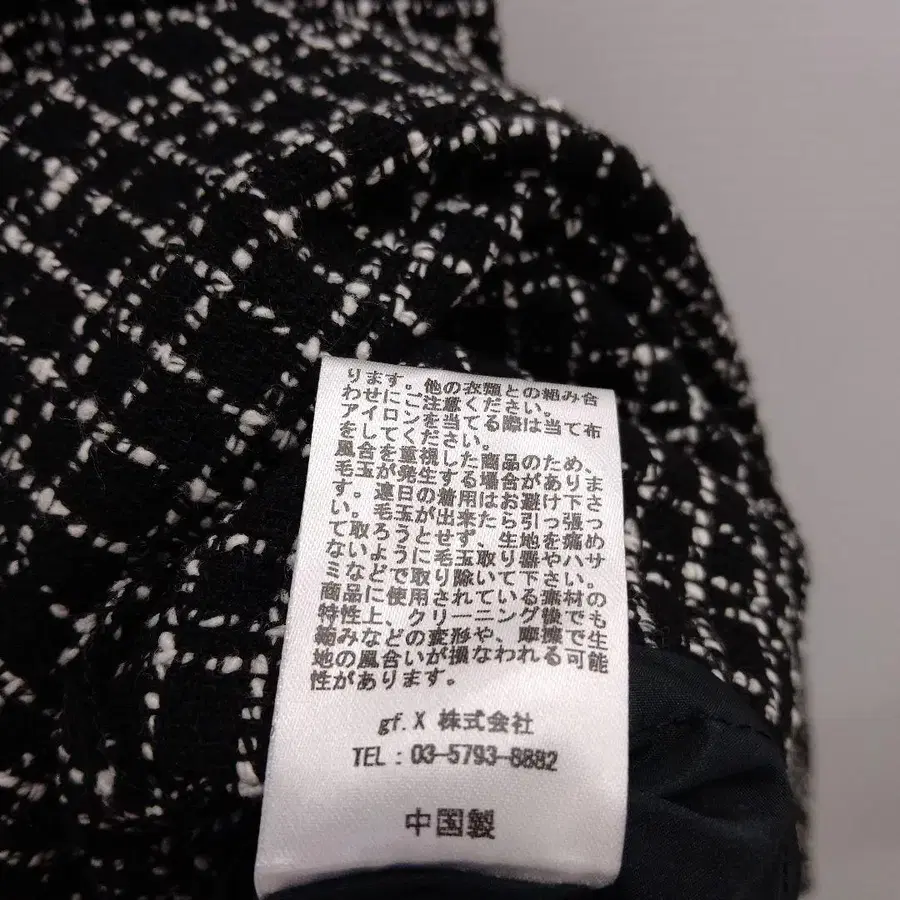 ります。他の衣類との組み合
わせにご注意ください。
アイロンを当てる際は当て布
をしてください。
風合を重視した商品のため、
毛玉が発生する場合がありま
す。連日の着用はお避け下さ
い。毛玉が出来たら引っ張っ
て取ろうとせず、生地を痛め
ないように毛玉取り器やハサ
ミなどで取り除いて下さい。
商品に使用されている素材の
特性上、クリーニング後でも
縮みなどの変形や、摩擦で生
地の風合いが損なわれる可能
性があります。
gf.X 株式会社
TEL : 03-5793-8882
中国製